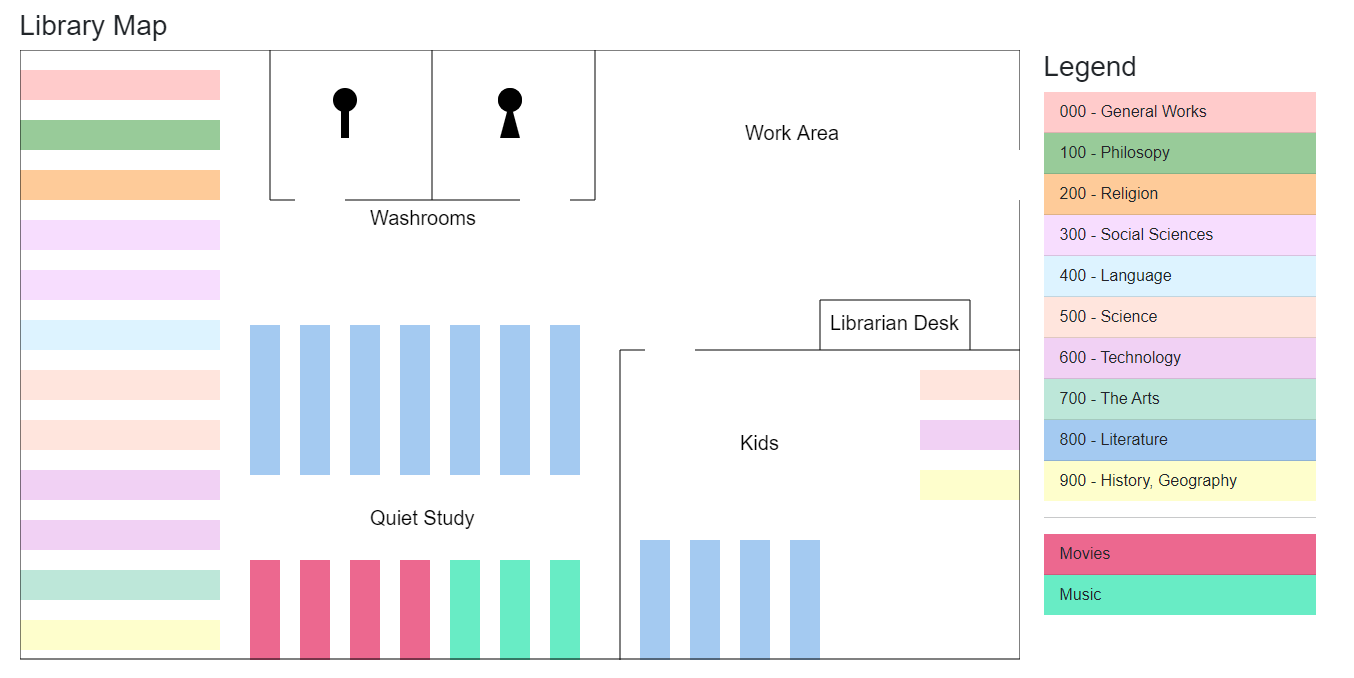 Library Map
Legend
000 - General Works
100 - Philosopy
200 - Religion
300 - Social Sciences
400 - Language
500 - Science
600 - Technology
700 - The Arts
800 - Literature
900 - History, Geography
Movies
Music
Work Area
Washrooms
Librarian Desk
Kids
Quiet Study